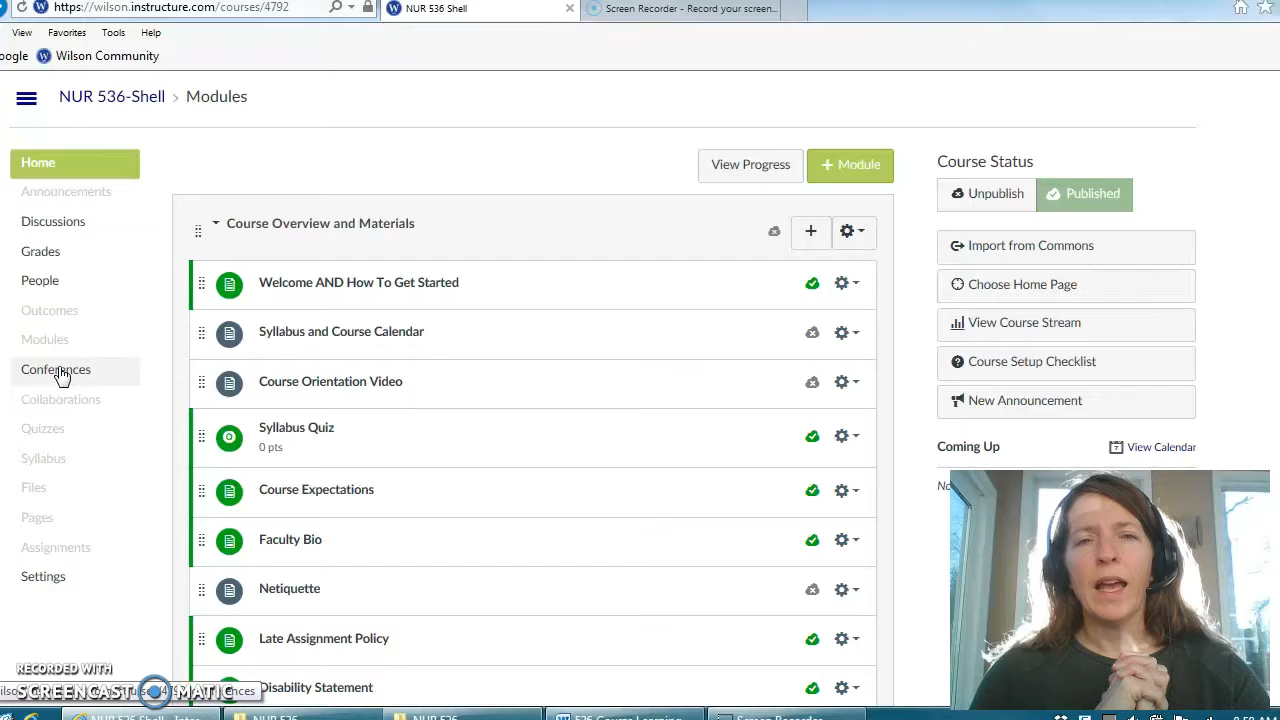 https://wilson.instructure.com/courses/4792
NUR 536 Shell
Screen Recorder - Record your screen...
View Favorites Tools Help
oogle Wilson Community
NUR 536-Shell > Modules
Home
Announcements
Discussions
Grades
People
Outcomes
Modules
Conferences
Collaborations
Quizzes
Syllabus
Files
Pages
Assignments
Settings
View Progress
+ Module
Course Overview and Materials
Welcome AND How To Get Started
Syllabus and Course Calendar
Course Orientation Video
Syllabus Quiz
0 pts
Course Expectations
Faculty Bio
Netiquette
Late Assignment Policy
Disability Statement
Course Status
Unpublish
Published
Import from Commons
Choose Home Page
View Course Stream
Course Setup Checklist
New Announcement
Coming Up
7 View Calendar
No
RECORDED WITH
SCREENCAST MATIC